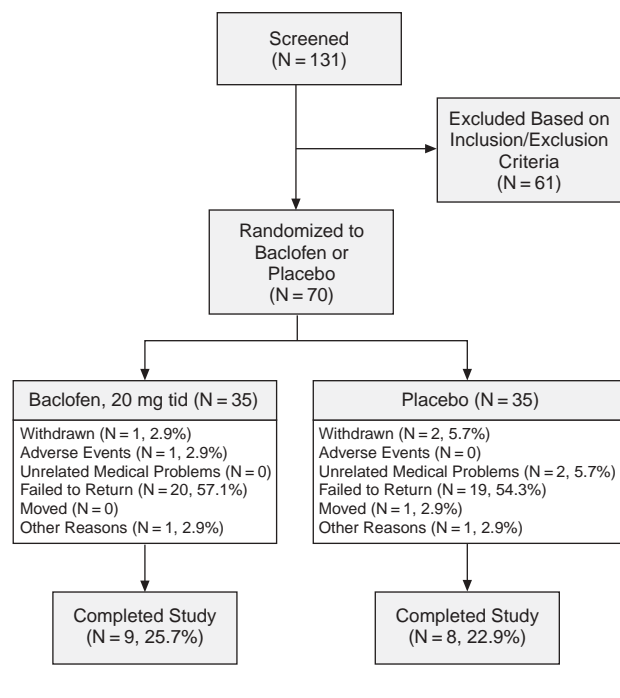 Screened
(N = 131)
Excluded Based on
Inclusion/Exclusion
Criteria
(N = 61)
Randomized to
Baclofen or
Placebo
(N = 70)
Baclofen, 20 mg tid (N = 35)
Withdrawn (N = 1, 2.9%)
Adverse Events (N = 1, 2.9%)
Unrelated Medical Problems (N = 0)
Failed to Return (N = 20, 57.1%)
Moved (N = 0)
Other Reasons (N = 1, 2.9%)
Placebo (N = 35)
Withdrawn (N = 2, 5.7%)
Adverse Events (N = 0)
Unrelated Medical Problems (N = 2, 5.7%)
Failed to Return (N = 19, 54.3%)
Moved (N = 1, 2.9%)
Other Reasons (N = 1, 2.9%)
Completed Study
(N = 9, 25.7%)
Completed Study
(N = 8, 22.9%)